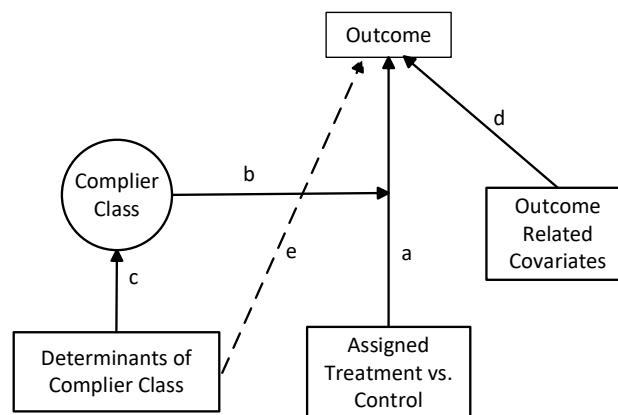 Outcome
d
Complier
Class
b
Outcome
Related
Covariates
e
a
c
Determinants of
Complier Class
Assigned
Treatment vs.
Control